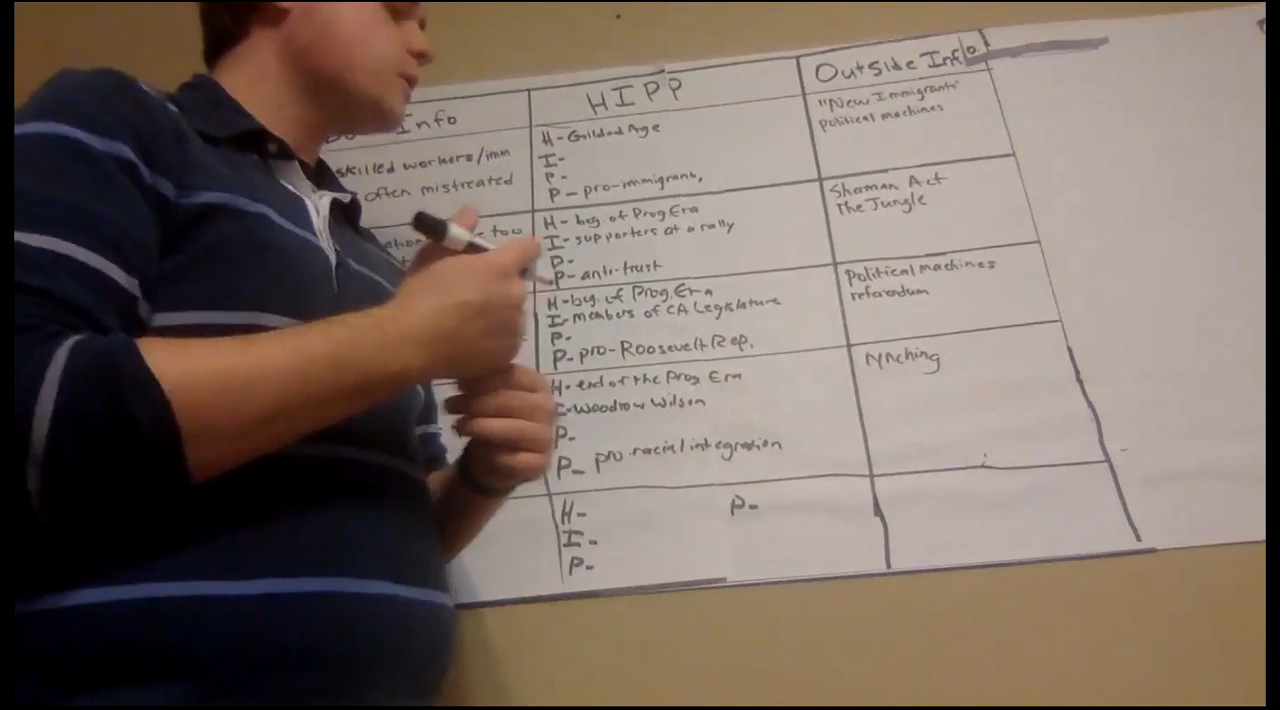 Info
HIPP
Outside Info
skilled workers/imm
often mistreated
H- Gilded Age
I-
P-
P- pro-immigrant,
"New Immigrants"
political machines
too
H- beg. of Prog Era
I- supporters at a rally
P-
P- anti-trust
Sherman Act
The Jungle
H- beg. of Prog. Era
I- members of CA Legislature
P-
P- pro-Roosevelt Rep.
Political machines
referendum
H- end of the Prog Era
I- Woodrow Wilson
P-
P- pro racial integration
lynching
H-
P-
I-
P-